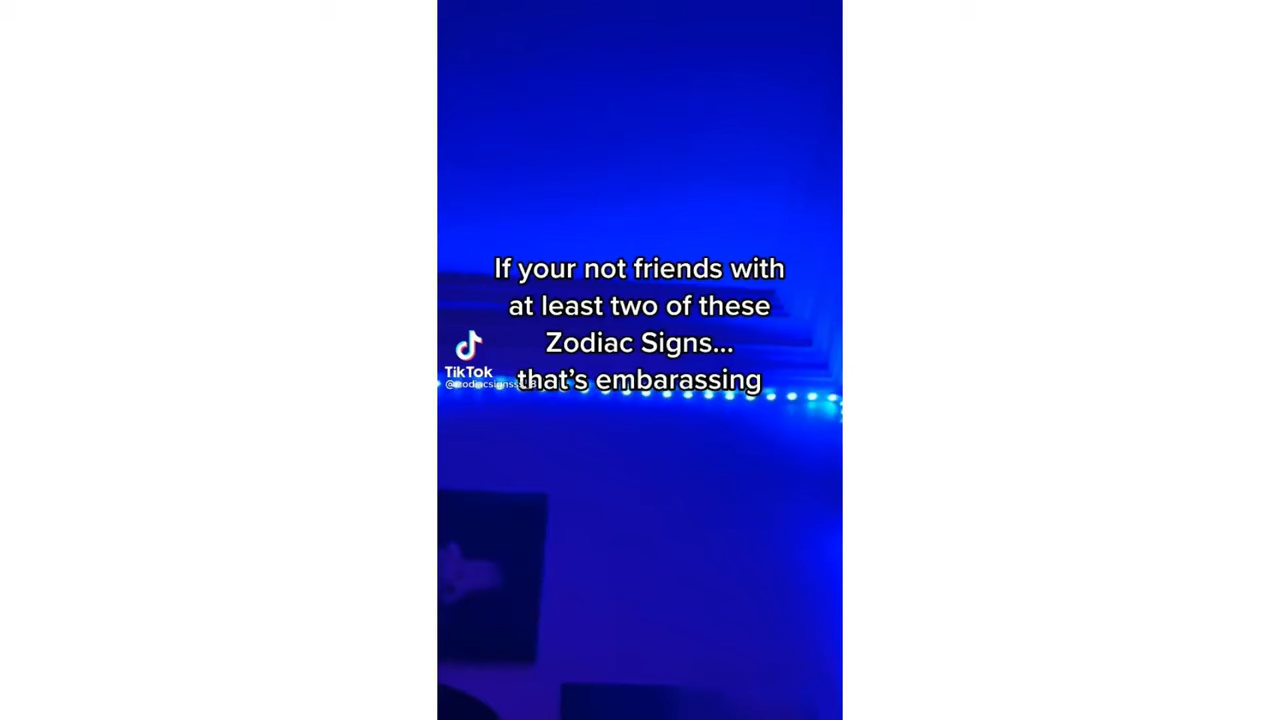 If your not friends with
at least two of these
Zodiac Signs...
that's embarassing
TikTok